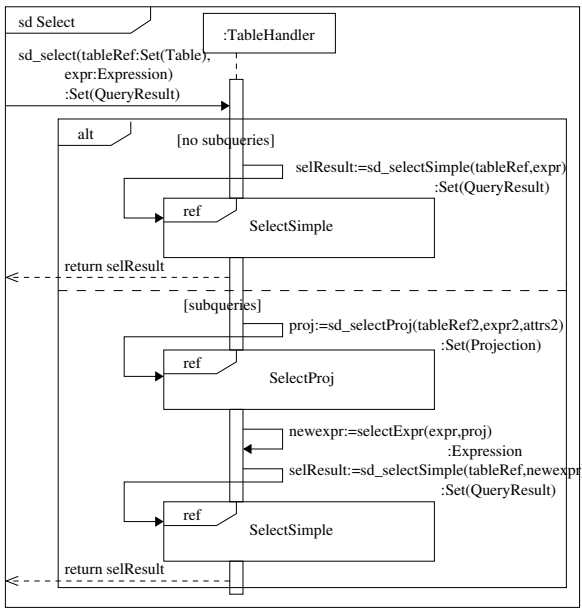 sd Select
:TableHandler
sd_select(tableRef:Set(Table),
expr:Expression)
:Set(QueryResult)
alt
[no subqueries]
selResult:=sd_selectSimple(tableRef,expr)
:Set(QueryResult)
ref
SelectSimple
return selResult
[subqueries]
proj:=sd_selectProj(tableRef2,expr2,attrs2)
:Set(Projection)
ref
SelectProj
newexpr:=selectExpr(expr,proj)
:Expression
selResult:=sd_selectSimple(tableRef,newexpr
:Set(QueryResult)
ref
SelectSimple
return selResult